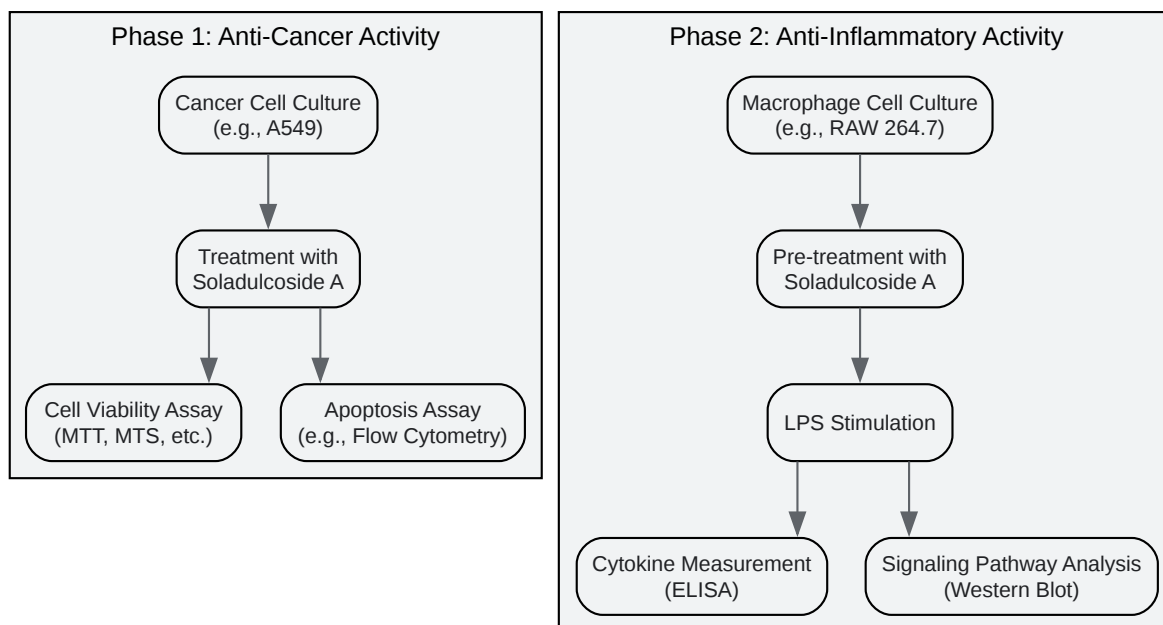 Phase 1: Anti-Cancer Activity
Cancer Cell Culture
(e.g., A549)
Treatment with
Soladulcoside A
Cell Viability Assay
(MTT, MTS, etc.)
Apoptosis Assay
(e.g., Flow Cytometry)
Phase 2: Anti-Inflammatory Activity
Macrophage Cell Culture
(e.g., RAW 264.7)
Pre-treatment with
Soladulcoside A
LPS Stimulation
Cytokine Measurement
(ELISA)
Signaling Pathway Analysis
(Western Blot)